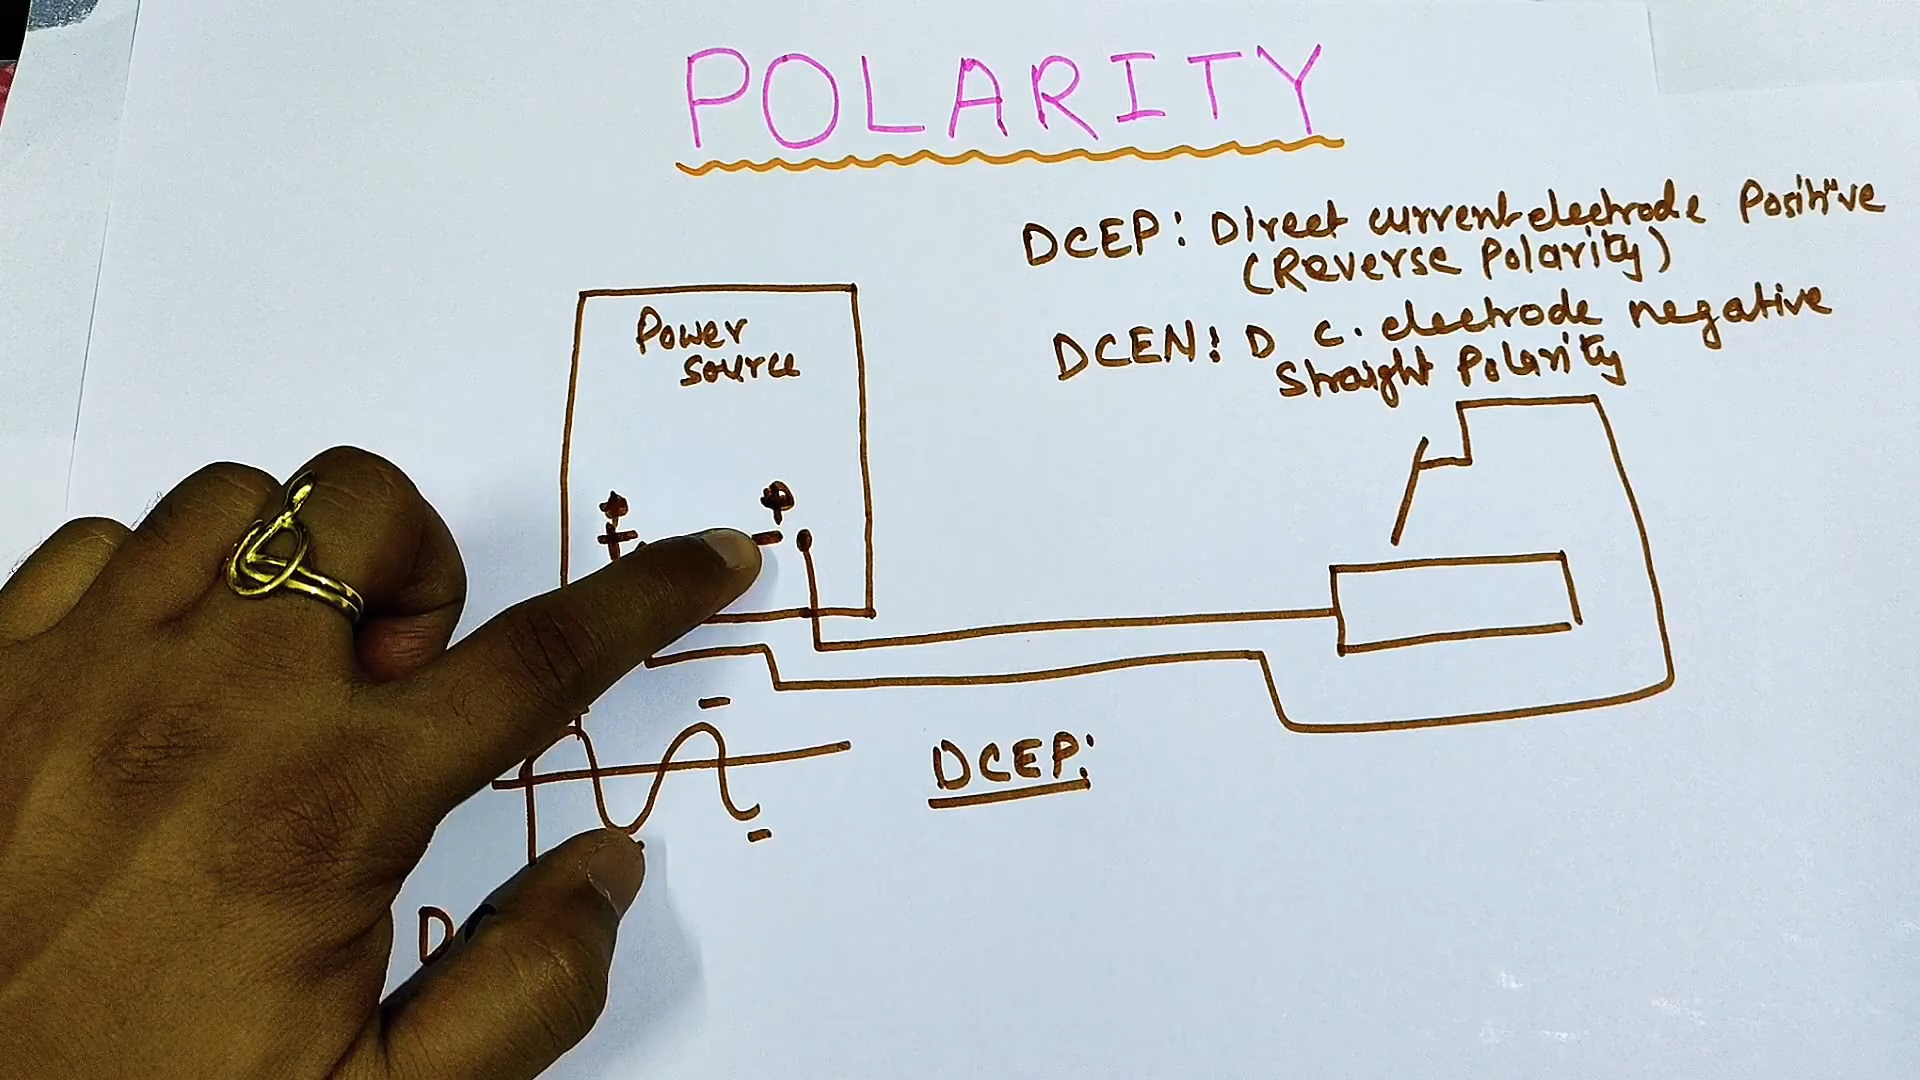 POLARITY
DCEP: Direct current electrode Positive
(Reverse Polarity)
DCEN: D C. electrode negative
Straight Polarity
Power
source
+ -
-
DCEP:
-
D